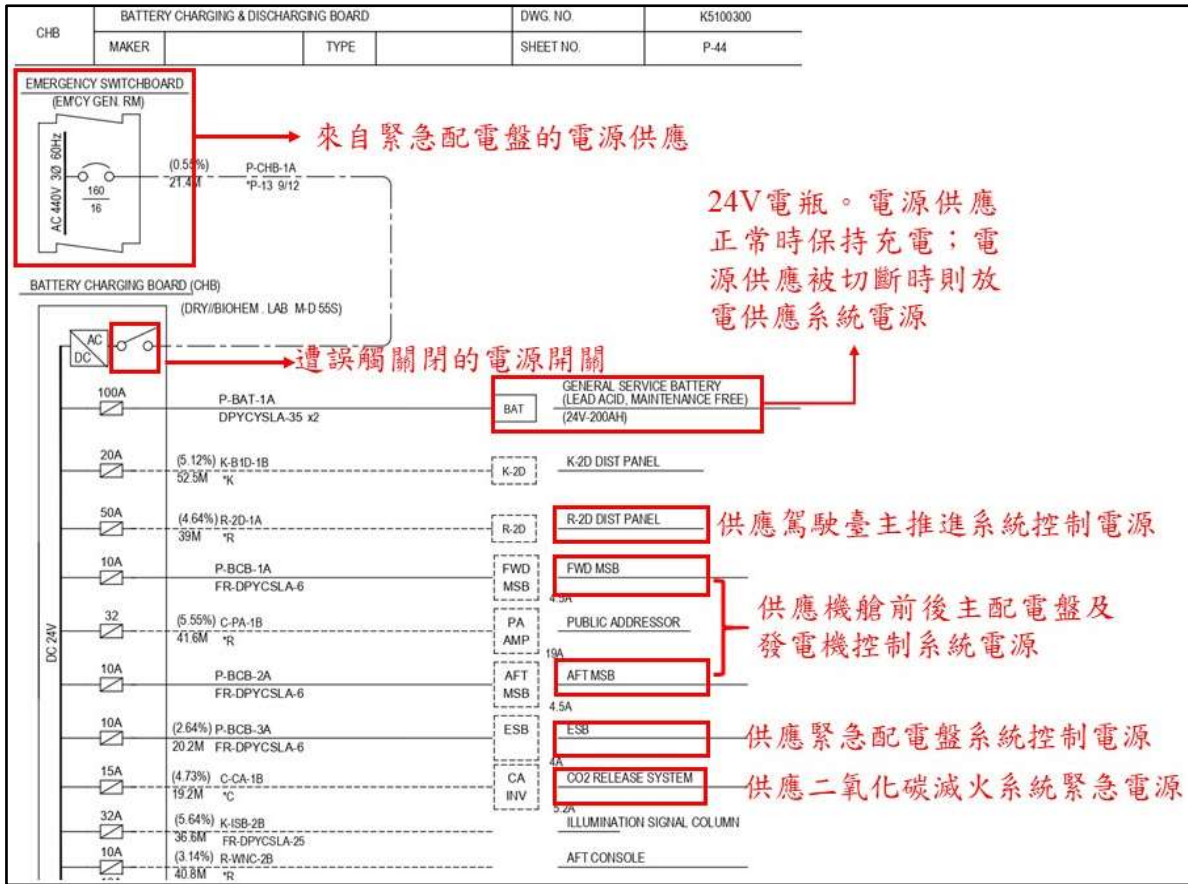 CHB
BATTERY CHARGING & DISCHARGING BOARD
DWG. NO.
K5100300
MAKER
TYPE
SHEET NO.
P-44
EMERGENCY SWITCHBOARD
(EM'CY GEN. RM)
AC 440V 3Ø 60Hz
160
16
來自緊急配電盤的電源供應
(0.55%)
21.4M
P-CHB-1A
*P-13 9/12
24V電瓶。電源供應
正常時保持充電；電
源供應被切斷時則放
電供應系統電源
BATTERY CHARGING BOARD (CHB)
(DRY//BIOHEM . LAB M-D 55S)
AC
DC
遭誤觸關閉的電源開關
DC 24V
100A
P-BAT-1A
DPYCYSLA-35 x2
BAT
GENERAL SERVICE BATTERY
(LEAD ACID, MAINTENANCE FREE)
(24V-200AH)
20A
(5.12%) K-B1D-1B
52.5M *K
K-2D
K-2D DIST PANEL
50A
(4.64%) R-2D-1A
39M *R
R-2D
R-2D DIST PANEL
供應駕駛臺主推進系統控制電源
10A
P-BCB-1A
FR-DPYCSLA-6
FWD
MSB
FWD MSB
4.5A
供應機艙前後主配電盤及
發電機控制系統電源
32
(5.55%) C-PA-1B
41.6M *R
PA
AMP
PUBLIC ADDRESSOR
19A
10A
P-BCB-2A
FR-DPYCSLA-6
AFT
MSB
AFT MSB
4.5A
10A
(2.64%) P-BCB-3A
20.2M FR-DPYCSLA-6
ESB
ESB
4A
供應緊急配電盤系統控制電源
15A
(4.73%) C-CA-1B
19.2M *C
CA
INV
CO2 RELEASE SYSTEM
5.2A
供應二氧化碳滅火系統緊急電源
32A
(5.64%) K-ISB-2B
36.6M FR-DPYCSLA-25
ILLUMINATION SIGNAL COLUMN
10A
(3.14%) R-WNC-2B
40.8M *R
AFT CONSOLE